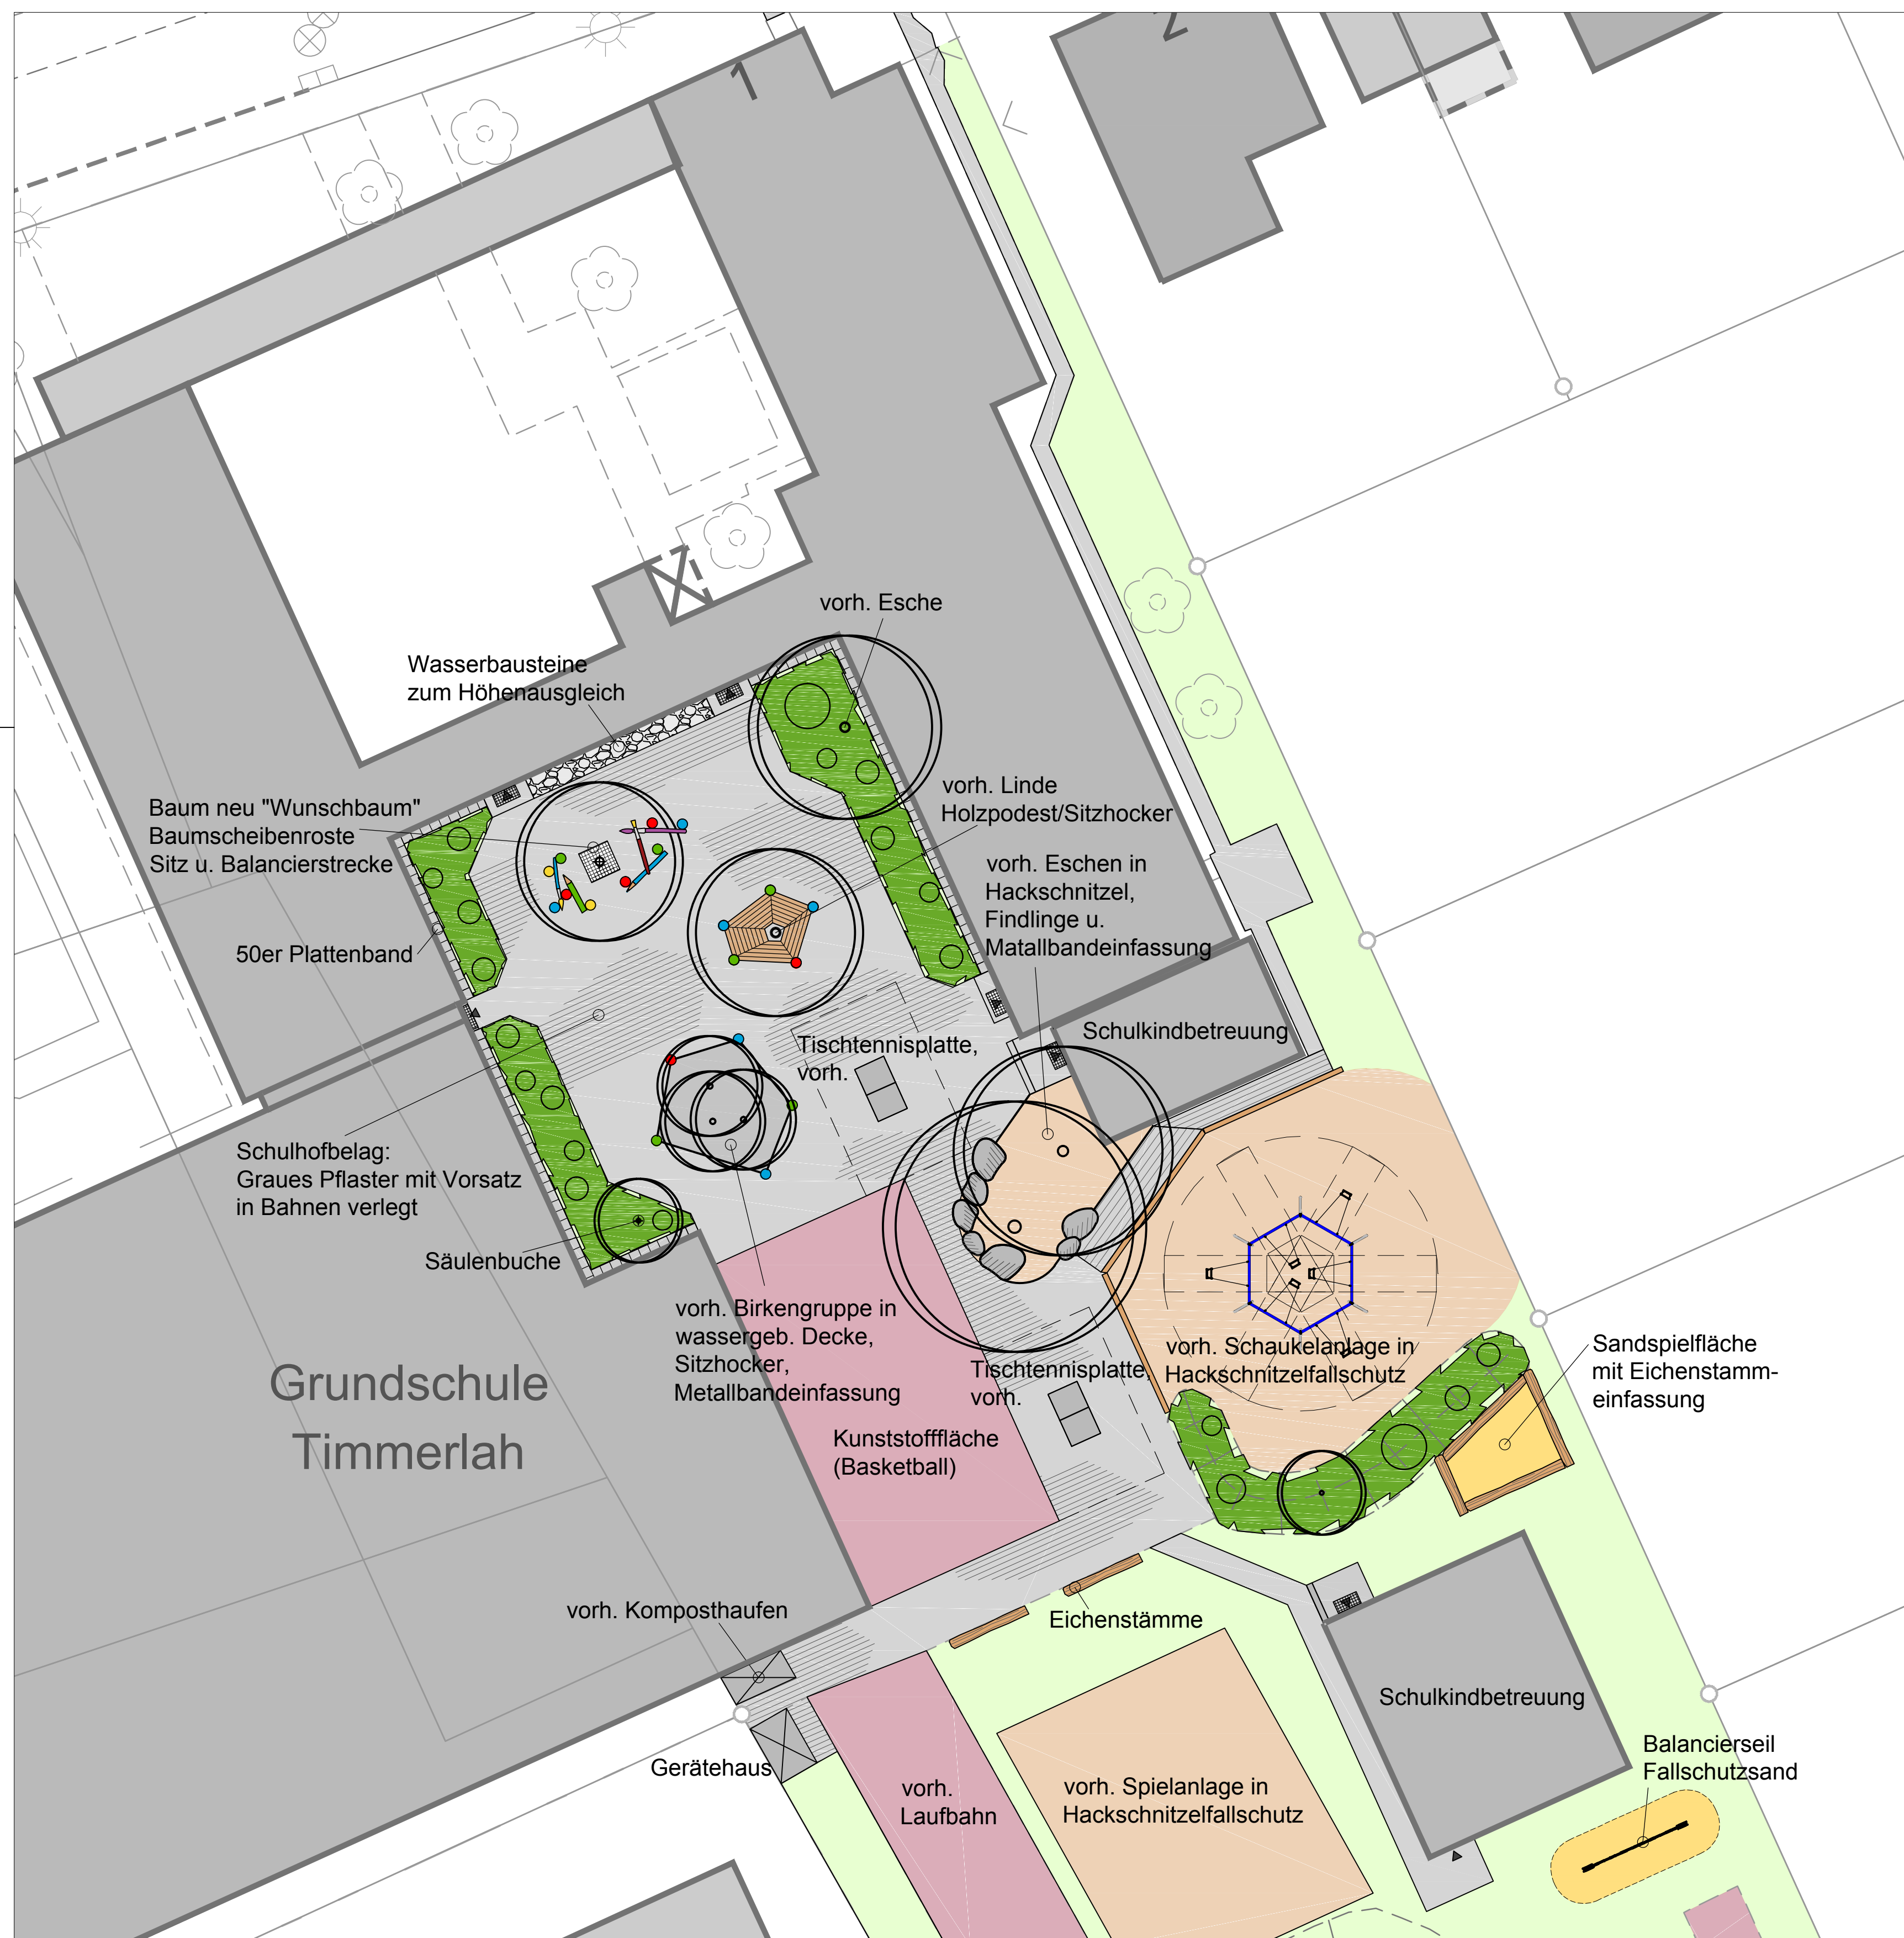 1
2
vorh. Esche
Wasserbausteine
zum Höhenausgleich
Baum neu "Wunschbaum"
Baumscheibenroste
Sitz u. Balancierstrecke
vorh. Linde
Holzpodest/Sitzhocker
vorh. Eschen in
Hackschnitzel,
Findlinge u.
Matallbandeinfassung
50er Plattenband
Schulkindbetreuung
Tischtennisplatte,
vorh.
Schulhofbelag:
Graues Pflaster mit Vorsatz
in Bahnen verlegt
Säulenbuche
vorh. Birkengruppe in
wassergeb. Decke,
Sitzhocker,
Metallbandeinfassung
Tischtennisplatte,
vorh.
vorh. Schaukelanlage in
Hackschnitzelfallschutz
Sandspielfläche
mit Eichenstamm-
einfassung
Grundschule
Timmerlah
Kunststofffläche
(Basketball)
vorh. Komposthaufen
Eichenstämme
Schulkindbetreuung
Gerätehaus
vorh.
Laufbahn
vorh. Spielanlage in
Hackschnitzelfallschutz
Balancierseil
Fallschutzsand